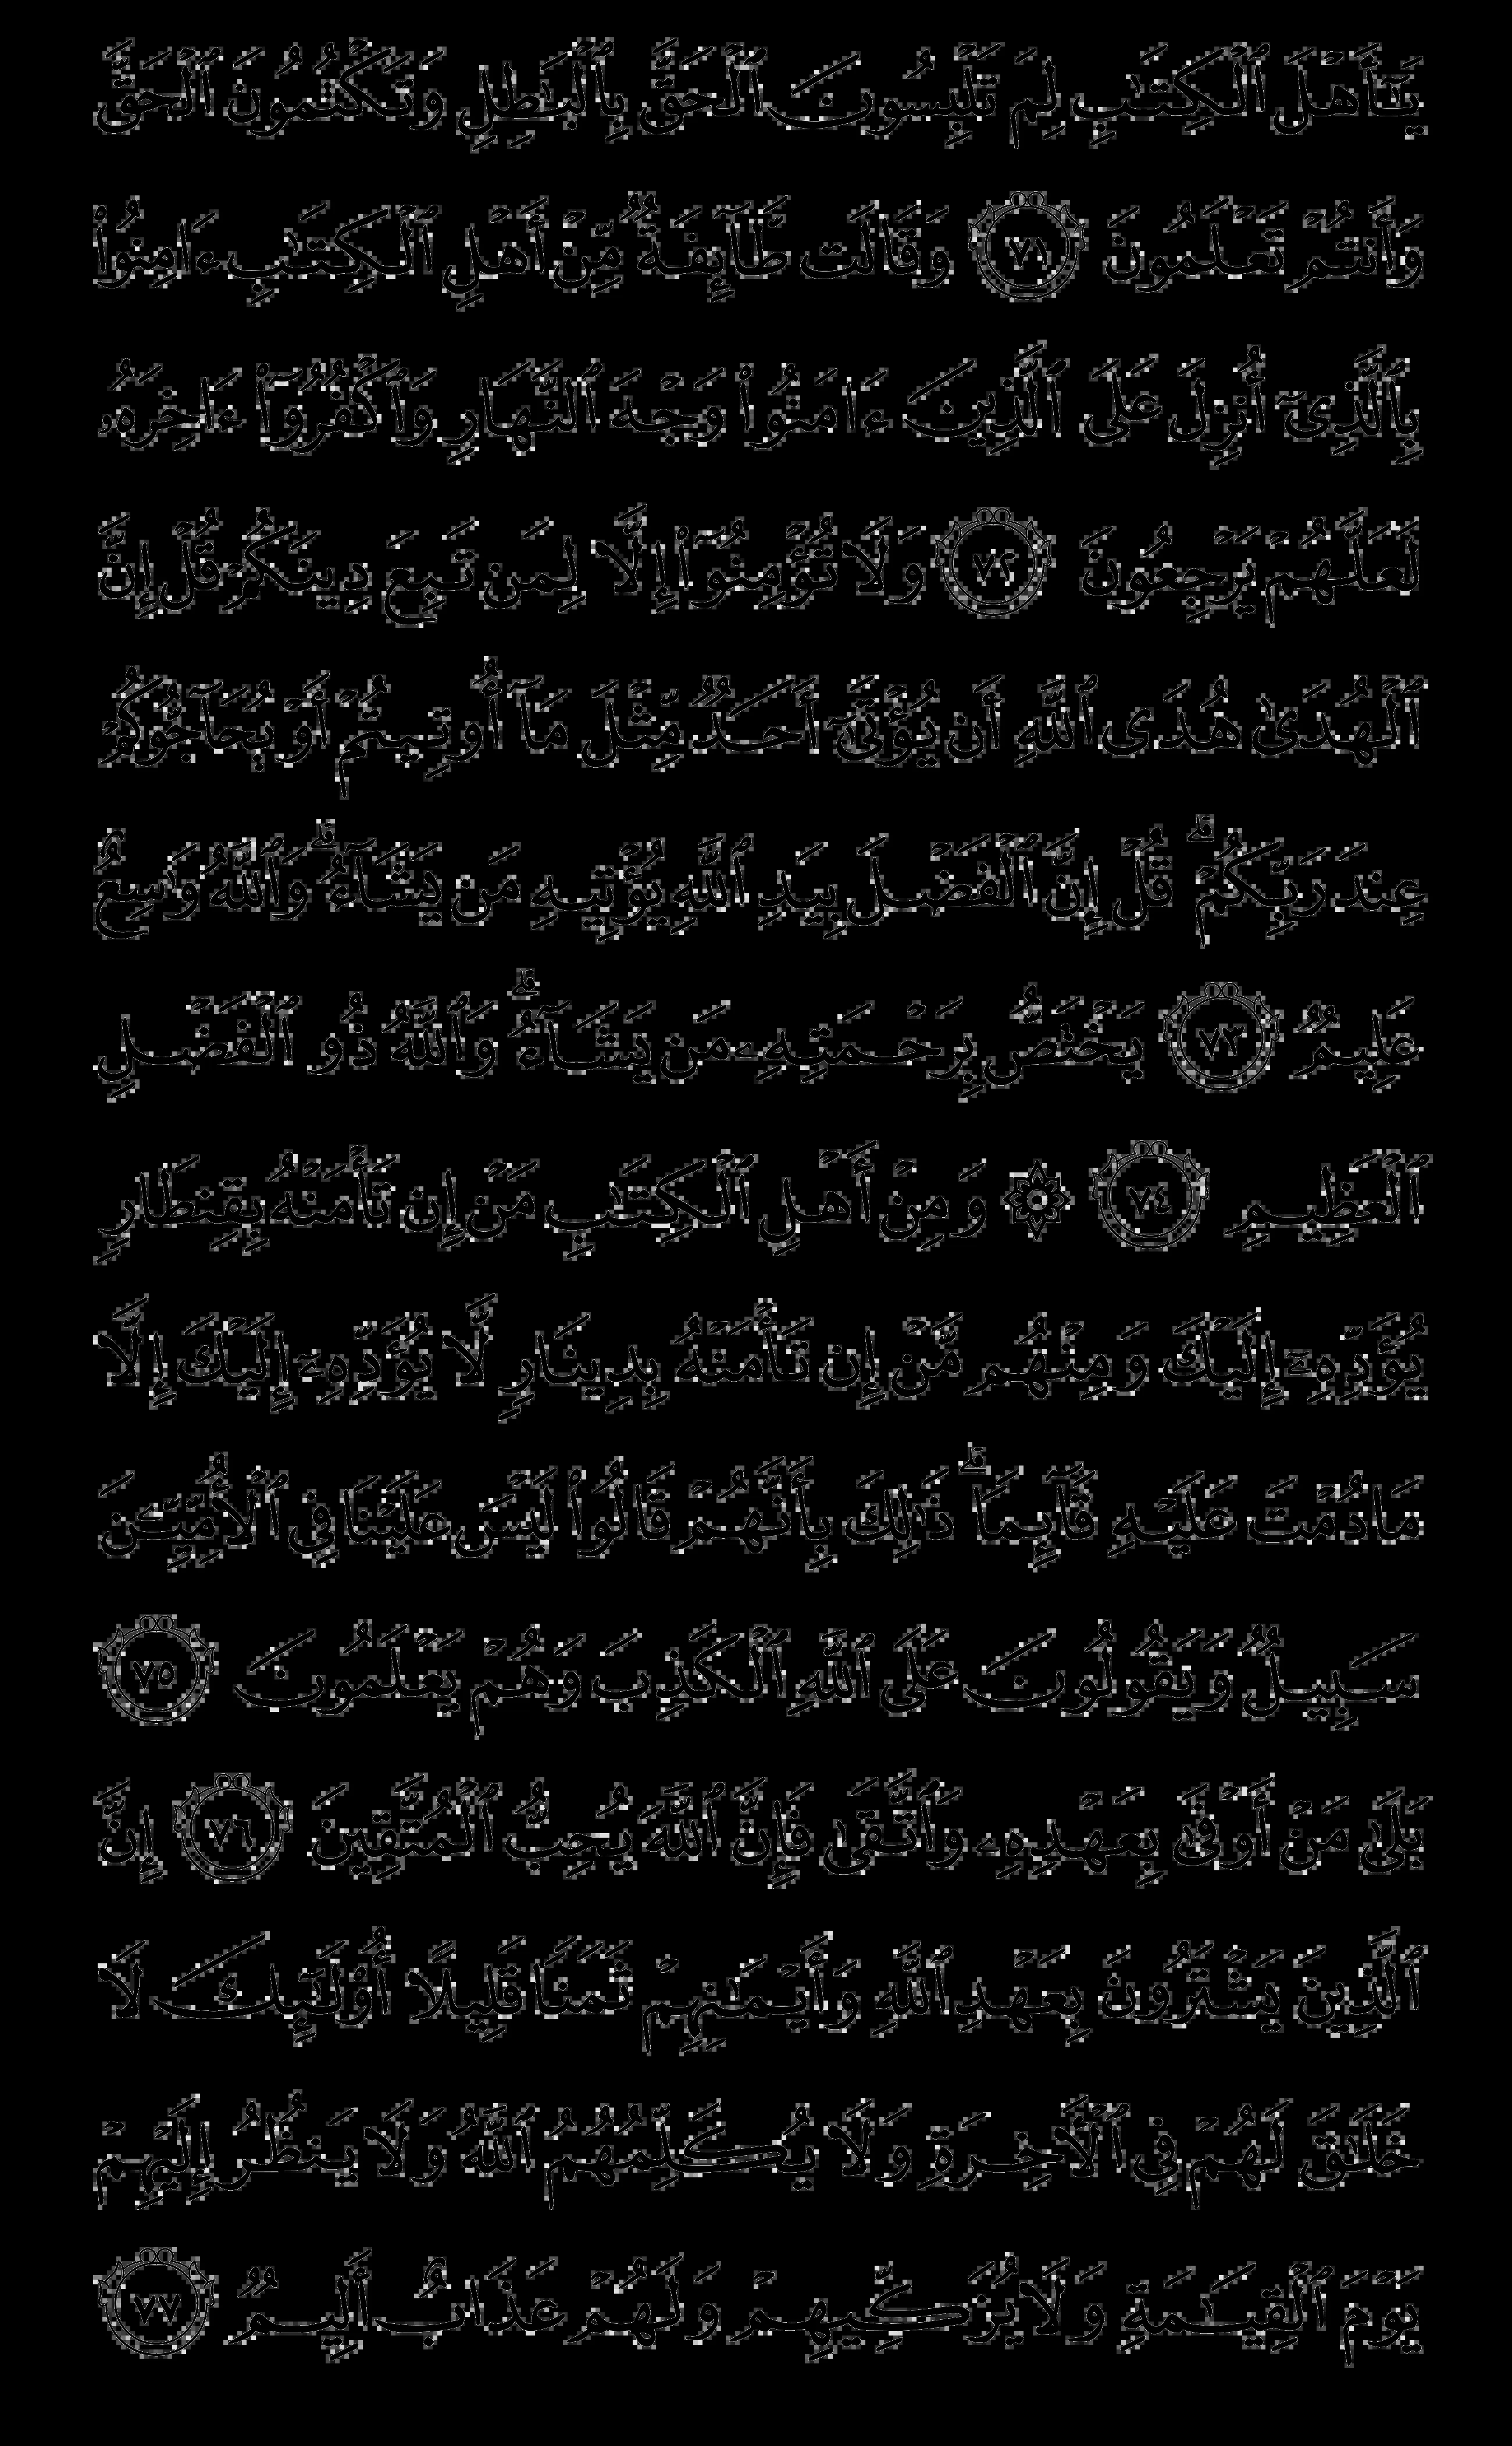 يَـٰٓأَهْلَ ٱلْكِتَـٰبِ لِمَ تَلْبِسُونَ ٱلْحَقَّ بِٱلْبَـٰطِلِ وَتَكْتُمُونَ ٱلْحَقَّ
وَأَنتُمْ تَعْلَمُونَ ٧١ وَقَالَت طَّآئِفَةٌ مِّنْ أَهْلِ ٱلْكِتَـٰبِ ءَامِنُوا۟
بِٱلَّذِىٓ أُنزِلَ عَلَى ٱلَّذِينَ ءَامَنُوا۟ وَجْهَ ٱلنَّهَارِ وَٱكْفُرُوٓا۟ ءَاخِرَهُۥ
لَعَلَّهُمْ يَرْجِعُونَ ٧٢ وَلَا تُؤْمِنُوٓا۟ إِلَّا لِمَن تَبِعَ دِينَكُمْ قُلْ إِنَّ
ٱلْهُدَىٰ هُدَى ٱللَّهِ أَن يُؤْتَىٰٓ أَحَدٌ مِّثْلَ مَآ أُوتِيتُمْ أَوْ يُحَآجُّوكُمْ
عِندَ رَبِّكُمْ ۗ قُلْ إِنَّ ٱلْفَضْلَ بِيَدِ ٱللَّهِ يُؤْتِيهِ مَن يَشَآءُ ۗ وَٱللَّهُ وَٰسِعٌ
عَلِيمٌ ٧٣ يَخْتَصُّ بِرَحْمَتِهِۦ مَن يَشَآءُ ۗ وَٱللَّهُ ذُو ٱلْفَضْلِ
ٱلْعَظِيمِ ٧٤ ۞ وَمِنْ أَهْلِ ٱلْكِتَـٰبِ مَنْ إِن تَأْمَنْهُ بِقِنطَارٍ
يُؤَدِّهِۦٓ إِلَيْكَ وَمِنْهُم مَّنْ إِن تَأْمَنْهُ بِدِينَارٍ لَّا يُؤَدِّهِۦٓ إِلَيْكَ إِلَّا
مَا دُمْتَ عَلَيْهِ قَآئِمًا ۗ ذَٰلِكَ بِأَنَّهُمْ قَالُوا۟ لَيْسَ عَلَيْنَا فِى ٱلْأُمِّيِّـۧنَ
سَبِيلٌ وَيَقُولُونَ عَلَى ٱللَّهِ ٱلْكَذِبَ وَهُمْ يَعْلَمُونَ ٧٥
بَلَىٰ مَنْ أَوْفَىٰ بِعَهْدِهِۦ وَٱتَّقَىٰ فَإِنَّ ٱللَّهَ يُحِبُّ ٱلْمُتَّقِينَ ٧٦ إِنَّ
ٱلَّذِينَ يَشْتَرُونَ بِعَهْدِ ٱللَّهِ وَأَيْمَـٰنِهِمْ ثَمَنًا قَلِيلًا أُو۟لَـٰٓئِكَ لَا
خَلَـٰقَ لَهُمْ فِى ٱلْـَٔاخِرَةِ وَلَا يُكَلِّمُهُمُ ٱللَّهُ وَلَا يَنظُرُ إِلَيْهِمْ
يَوْمَ ٱلْقِيَـٰمَةِ وَلَا يُزَكِّيهِمْ وَلَهُمْ عَذَابٌ أَلِيمٌ ٧٧